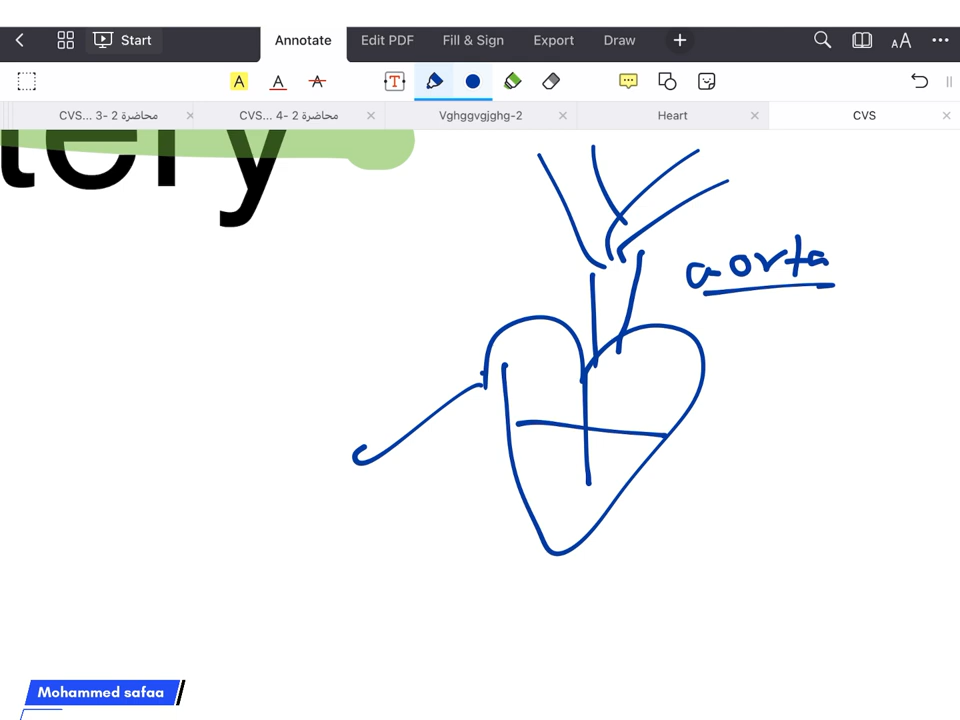 Start
Annotate
Edit PDF
Fill & Sign
Export
Draw
CVS... 3- محاضرة 2
CVS... 4- محاضرة 2
Vghggvgjghg-2
Heart
CVS
tery
aorta
Mohammed safaa